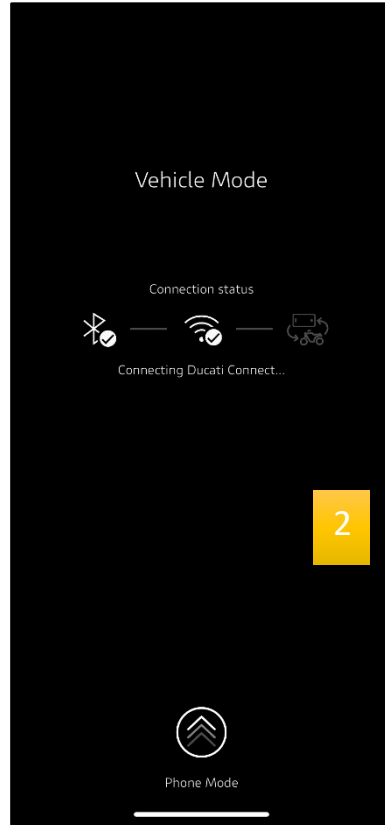 Vehicle Mode
Connection status
Connecting Ducati Connect...
2
Phone Mode